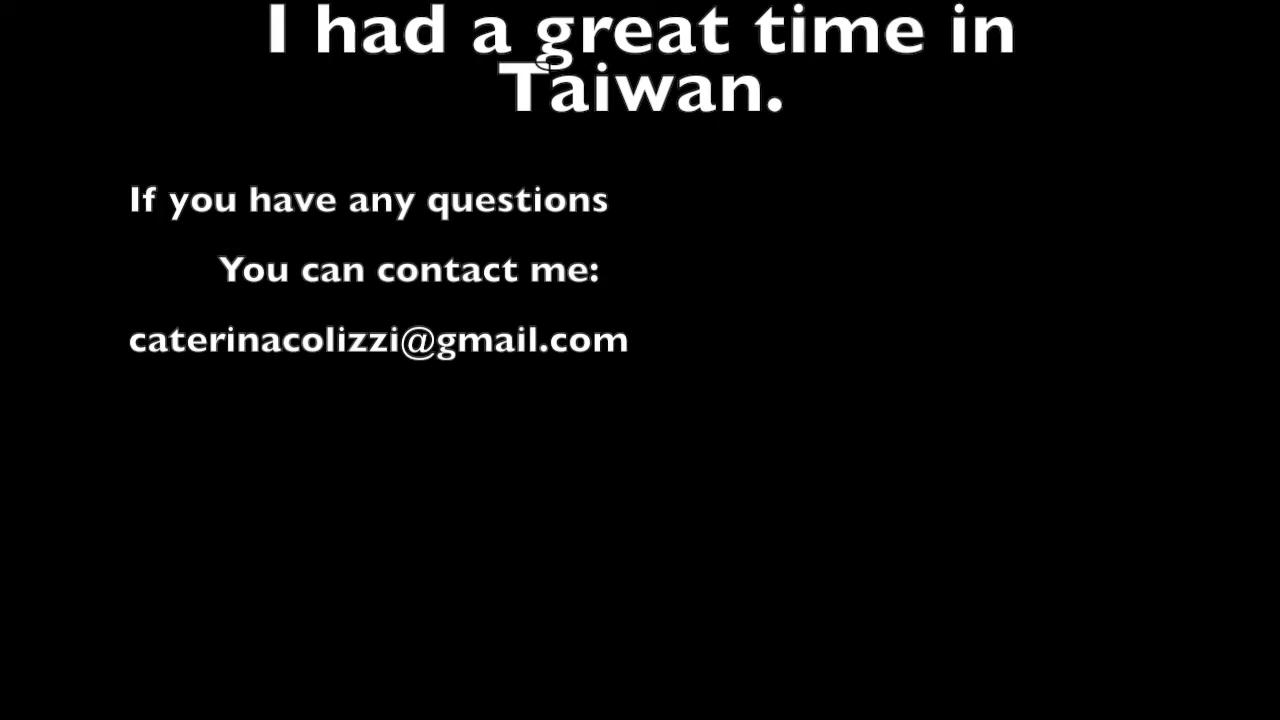 I had a great time in
Taiwan.
If you have any questions
You can contact me:
caterinacolizzi@gmail.com